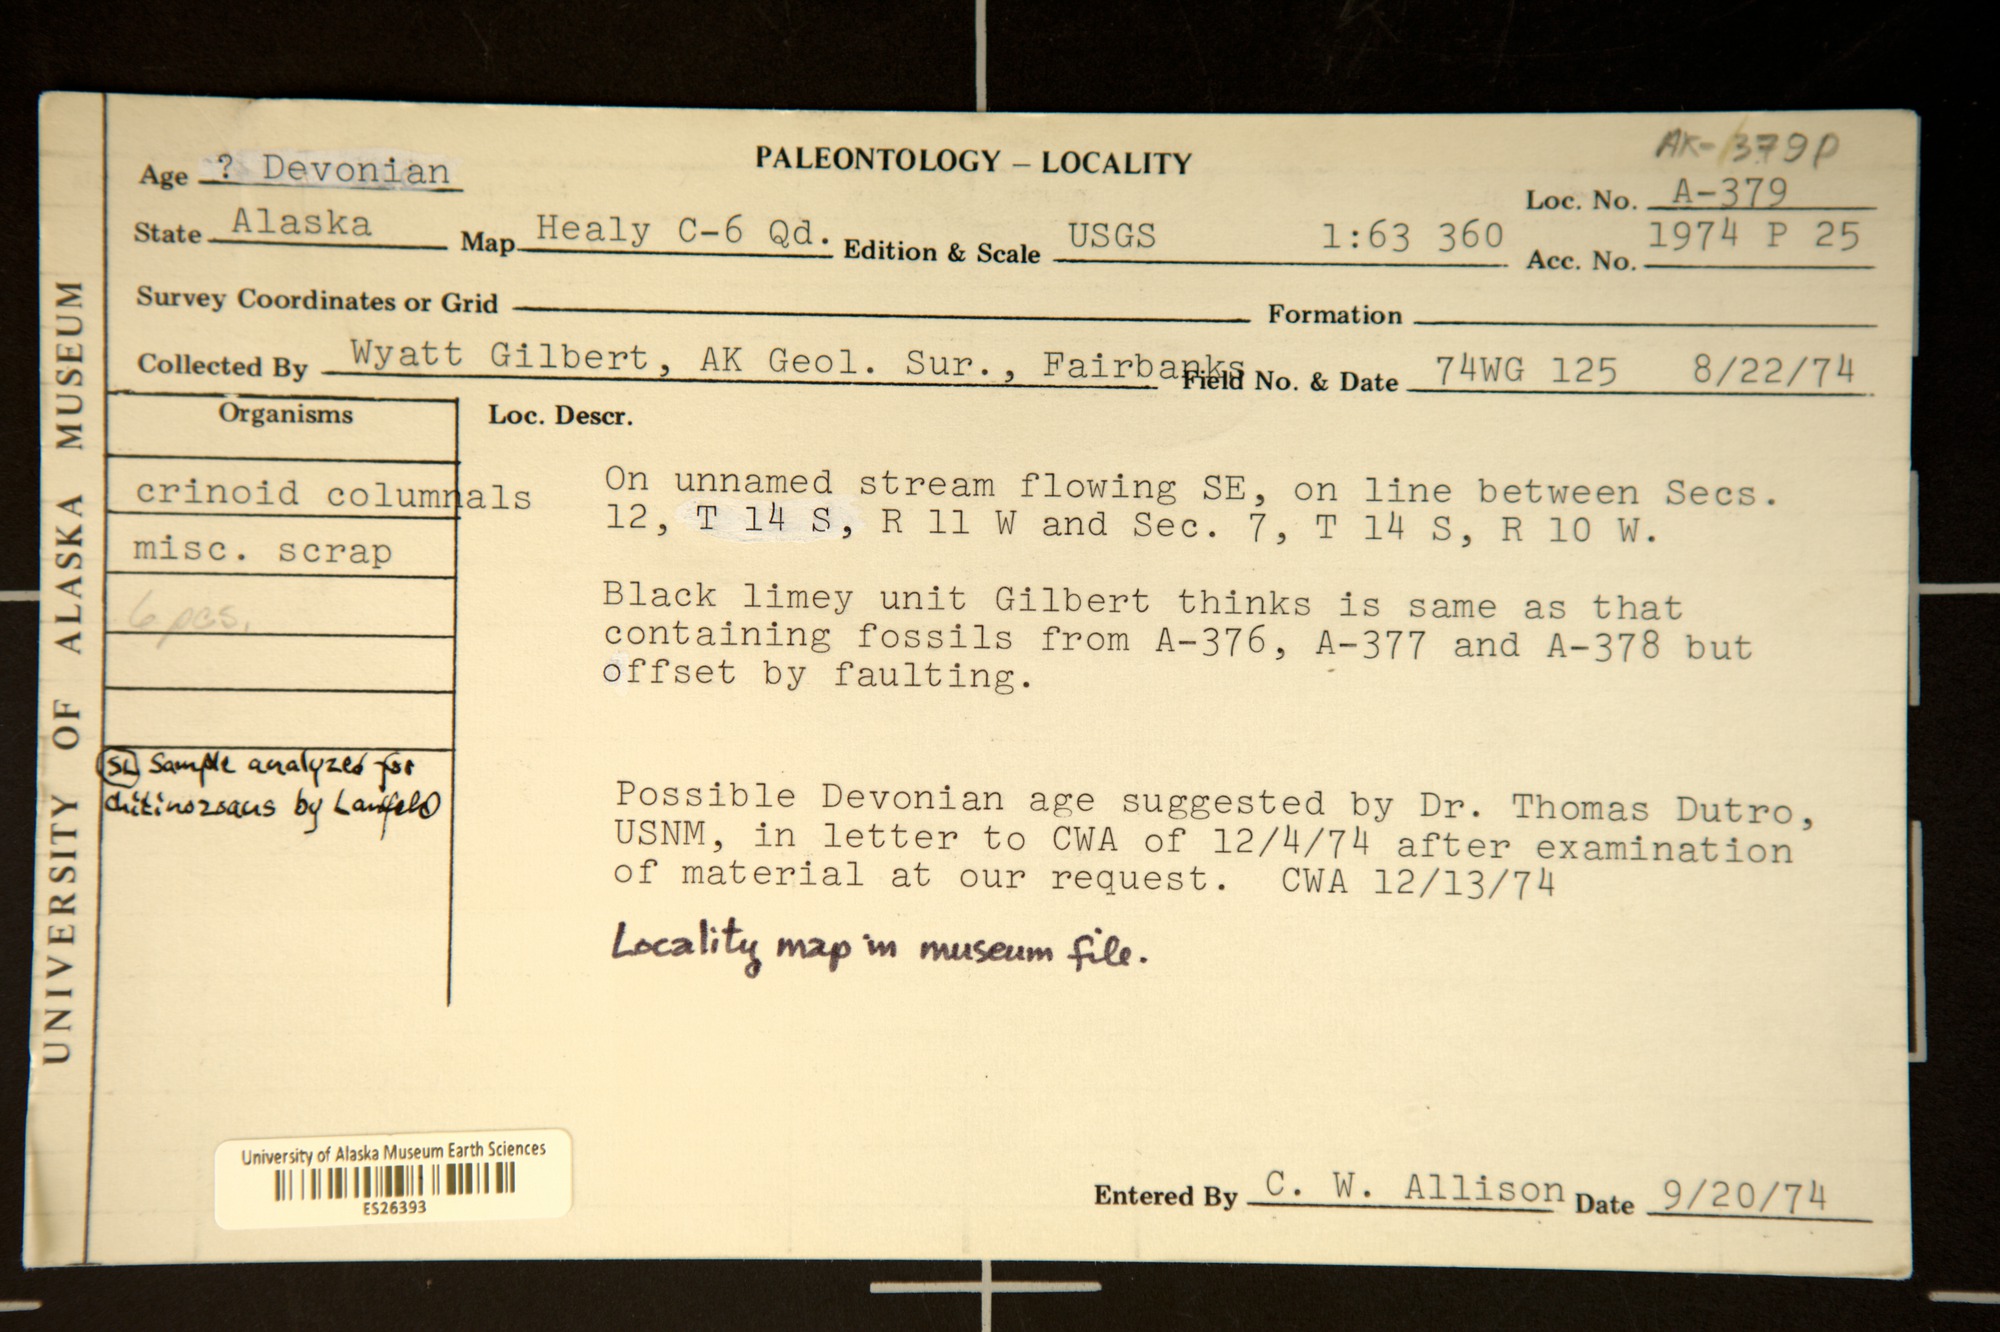 AK-379P
PALEONTOLOGY – LOCALITY
Age ? Devonian
Loc. No. A-379
State Alaska Map Healy C-6 Qd. Edition & Scale USGS 1:63 360 Acc. No. 1974 P 25
Survey Coordinates or Grid Formation
Collected By Wyatt Gilbert, AK Geol. Sur., Fairbanks Field No. & Date 74WG 125 8/22/74
Organisms
crinoid columnals
misc. scrap
6 pcs.
SL Sample analyzed for
chitinozoans by
Loc. Descr.
On unnamed stream flowing SE, on line between Secs.
12, T 14 S, R 11 W and Sec. 7, T 14 S, R 10 W.
Black limey unit Gilbert thinks is same as that
containing fossils from A-376, A-377 and A-378 but
offset by faulting.
Possible Devonian age suggested by Dr. Thomas Dutro,
USNM, in letter to CWA of 12/4/74 after examination
of material at our request. CWA 12/13/74
Locality map in museum file.
UNIVERSITY OF ALASKA MUSEUM
University of Alaska Museum Earth Sciences
ES26393
Entered By C. W. Allison Date 9/20/74